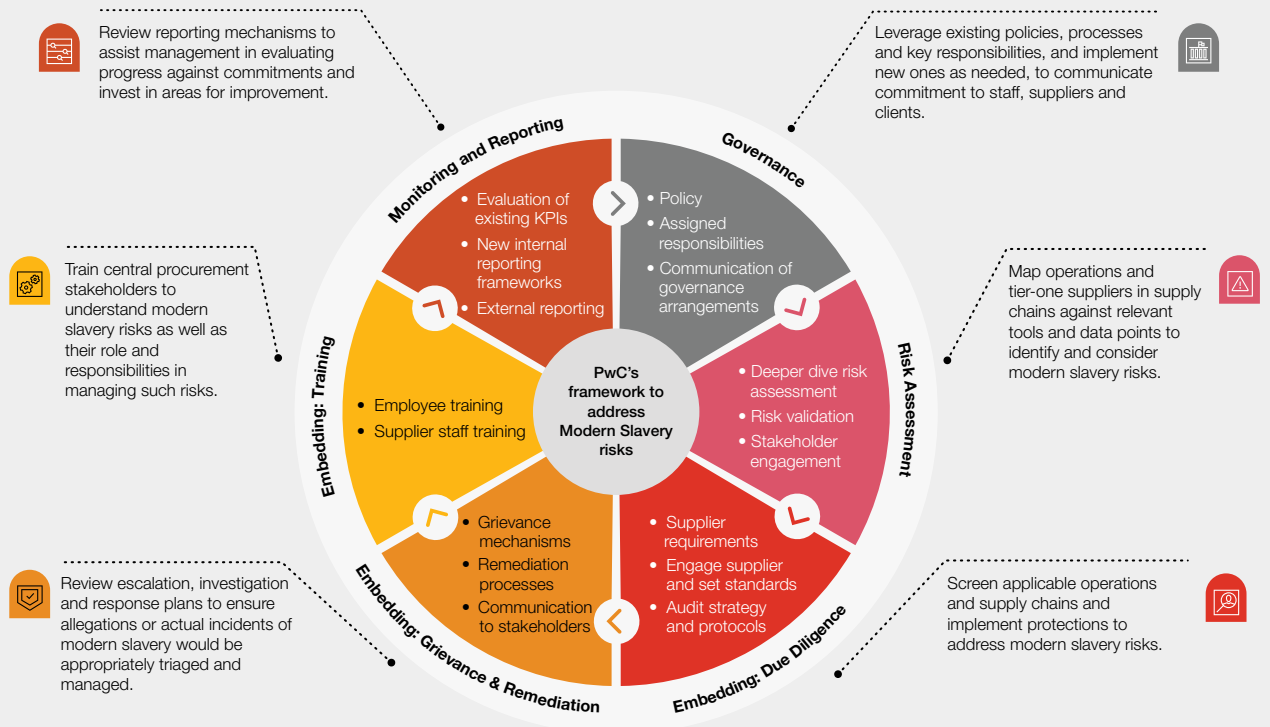 Review reporting mechanisms to
assist management in evaluating
progress against commitments and
invest in areas for improvement.
Leverage existing policies, processes
and key responsibilities, and implement
new ones as needed, to communicate
commitment to staff, suppliers and
clients.
Monitoring and Reporting
• Evaluation of
existing KPIs
• New internal
reporting
frameworks
• External reporting
Governance
• Policy
• Assigned
responsibilities
• Communication of
governance
arrangements
Train central procurement
stakeholders to
understand modern
slavery risks as well as
their role and
responsibilities in
managing such risks.
Embedding: Training
• Employee training
• Supplier staff training
PwC's
framework to
address
Modern Slavery
risks
Risk Assessment
• Deeper dive risk
assessment
• Risk validation
• Stakeholder
engagement
Map operations and
tier-one suppliers in supply
chains against relevant
tools and data points to
identify and consider
modern slavery risks.
Review escalation, investigation
and response plans to ensure
allegations or actual incidents of
modern slavery would be
appropriately triaged and
managed.
Embedding: Grievance & Remediation
• Grievance
mechanisms
• Remediation
processes
• Communication
to stakeholders
Embedding: Due Diligence
• Supplier
requirements
• Engage supplier
and set standards
• Audit strategy
and protocols
Screen applicable operations
and supply chains and
implement protections to
address modern slavery risks.